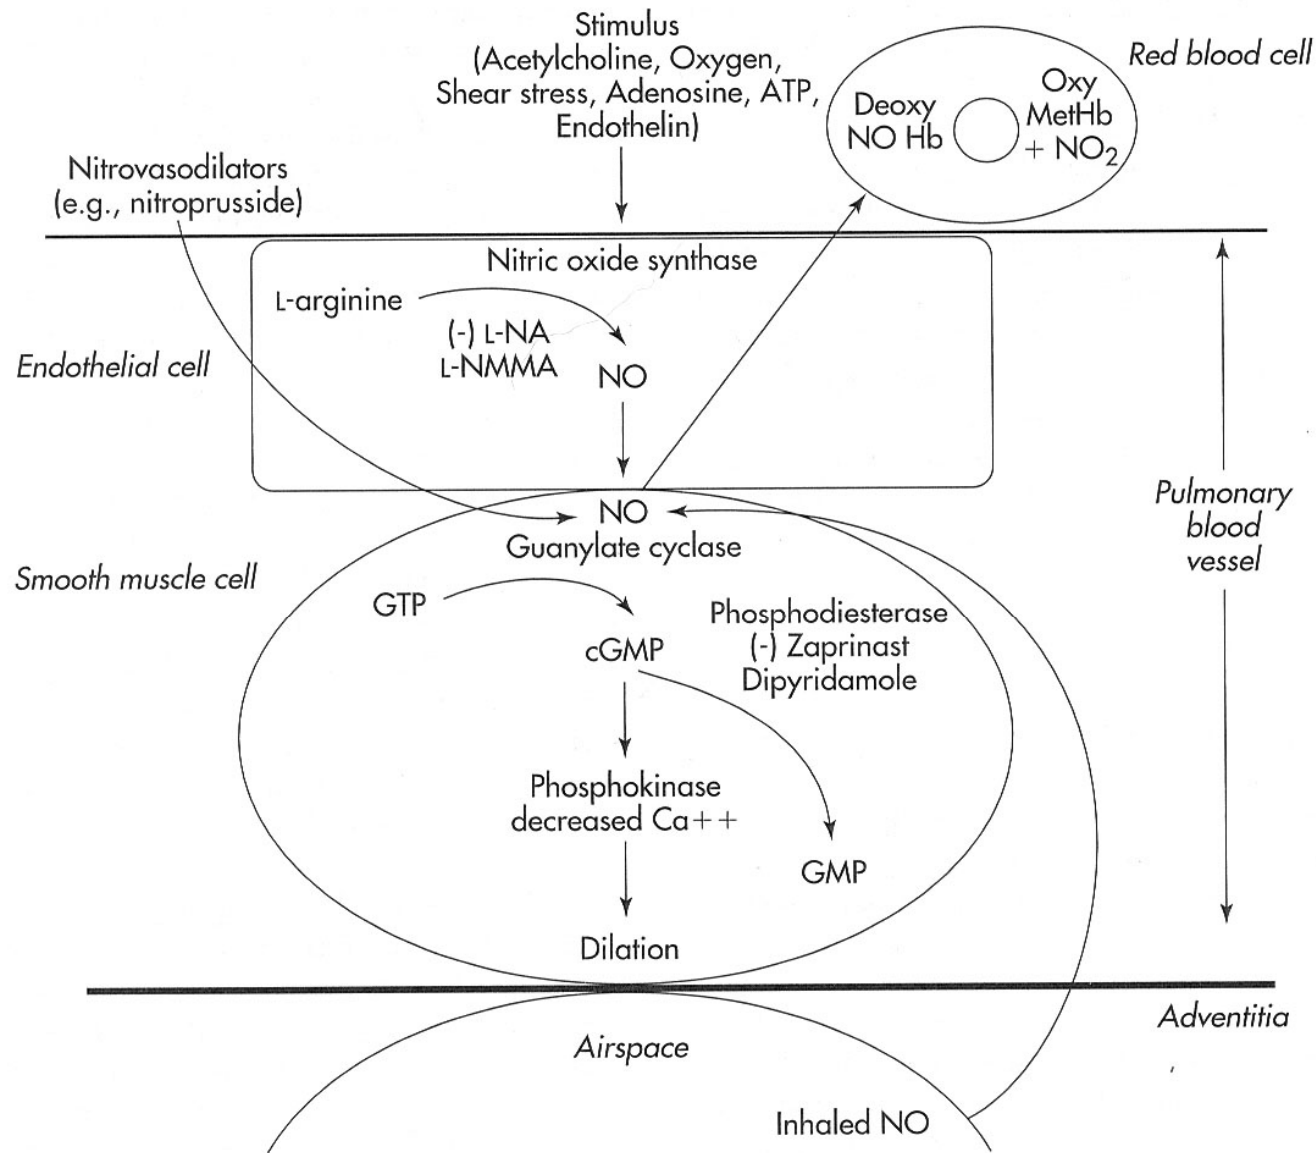 Stimulus
(Acetylcholine, Oxygen,
Shear stress, Adenosine, ATP,
Endothelin)
Red blood cell
Deoxy
NO Hb
Oxy
MetHb
+ NO₂
Nitrovasodilators
(e.g., nitroprusside)
Nitric oxide synthase
L-arginine
(-) L-NA
L-NMMA
NO
Endothelial cell
NO
Guanylate cyclase
Pulmonary
blood
vessel
Smooth muscle cell
GTP
cGMP
Phosphodiesterase
(-) Zaprinast
Dipyridamole
Phosphokinase
decreased Ca++
GMP
Dilation
Adventitia
Airspace
Inhaled NO